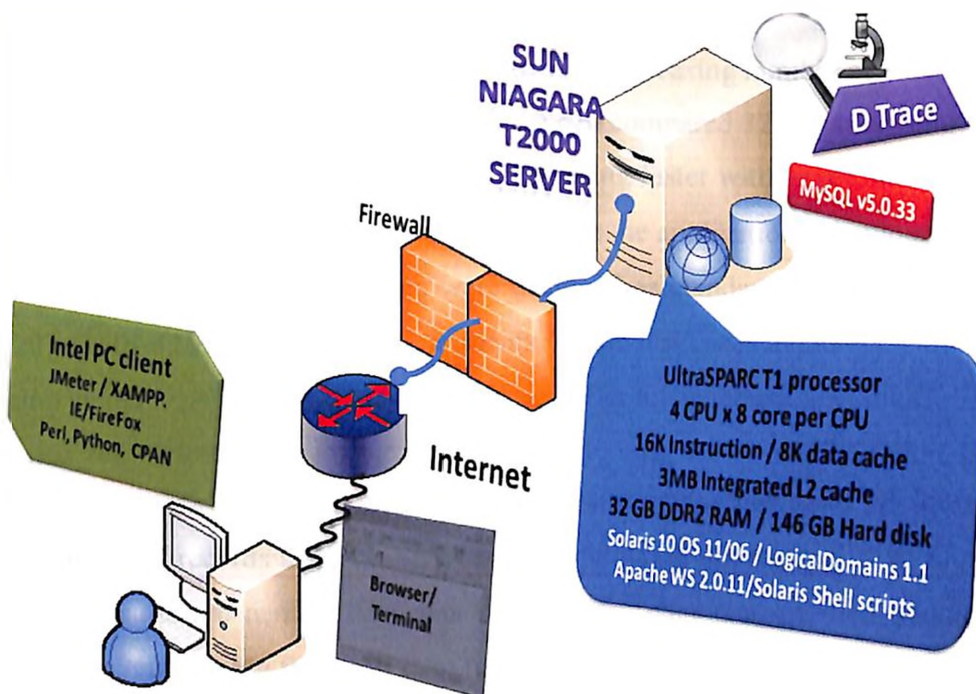 SUN
NIAGARA
T2000
SERVER
D Trace
MySQL v5.0.33
Firewall
Intel PC client
JMeter / XAMPP.
IE/FireFox
Perl, Python, CPAN
Internet
Browser/
Terminal
UltraSPARC T1 processor
4 CPU x 8 core per CPU
16K Instruction / 8K data cache
3MB Integrated L2 cache
32 GB DDR2 RAM / 146 GB Hard disk
Solaris 10 OS 11/06 / LogicalDomains 1.1
Apache WS 2.0.11/Solaris Shell scripts